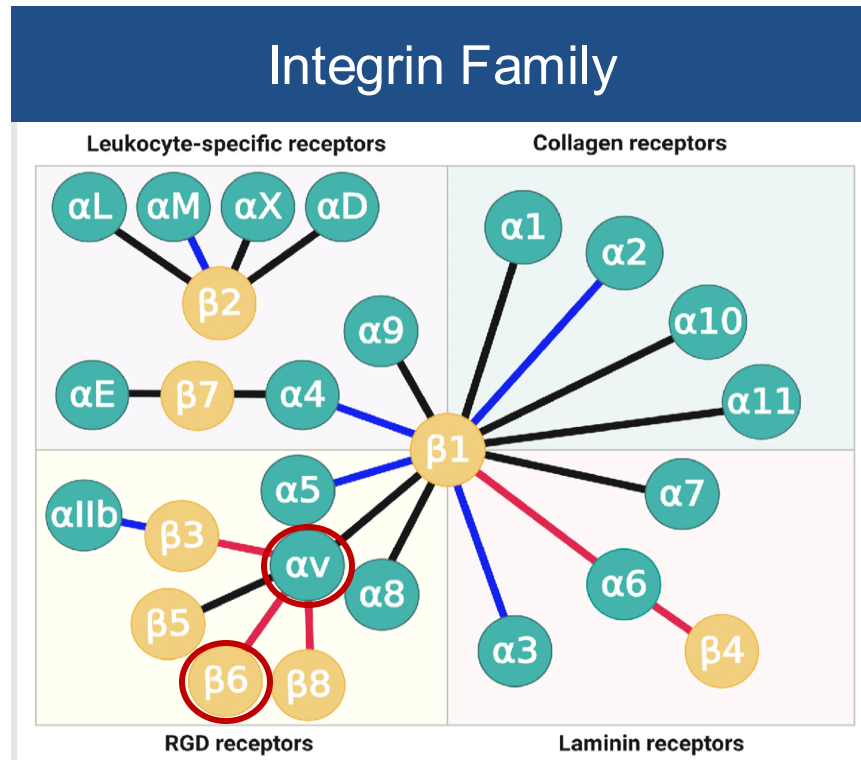 Integrin Family
Leukocyte-specific receptors
Collagen receptors
αL αM αX αD
β2
α1
α2
α9
α10
αE β7 α4
α11
β1
α5
α7
αIIb
β3
αv
α8
α6
β5
α3
β4
β6
β8
RGD receptors
Laminin receptors